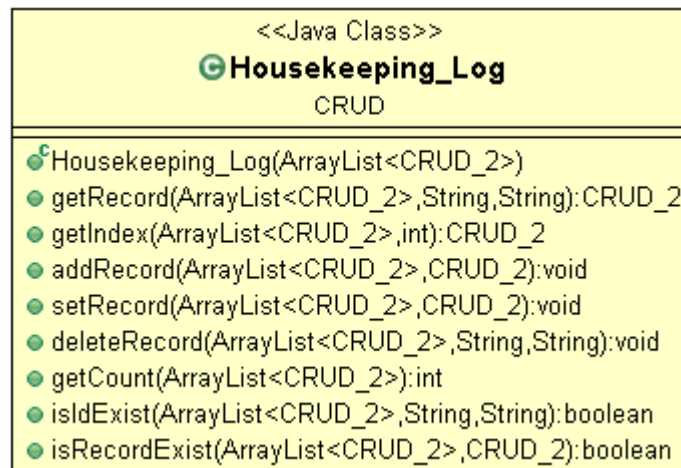 <<Java Class>>
Housekeeping_Log
CRUD
Housekeeping_Log(ArrayList<CRUD_2>)
getRecord(ArrayList<CRUD_2>,String,String):CRUD_2
getIndex(ArrayList<CRUD_2>,int):CRUD_2
addRecord(ArrayList<CRUD_2>,CRUD_2):void
setRecord(ArrayList<CRUD_2>,CRUD_2):void
deleteRecord(ArrayList<CRUD_2>,String,String):void
getCount(ArrayList<CRUD_2>):int
isIdExist(ArrayList<CRUD_2>,String,String):boolean
isRecordExist(ArrayList<CRUD_2>,CRUD_2):boolean